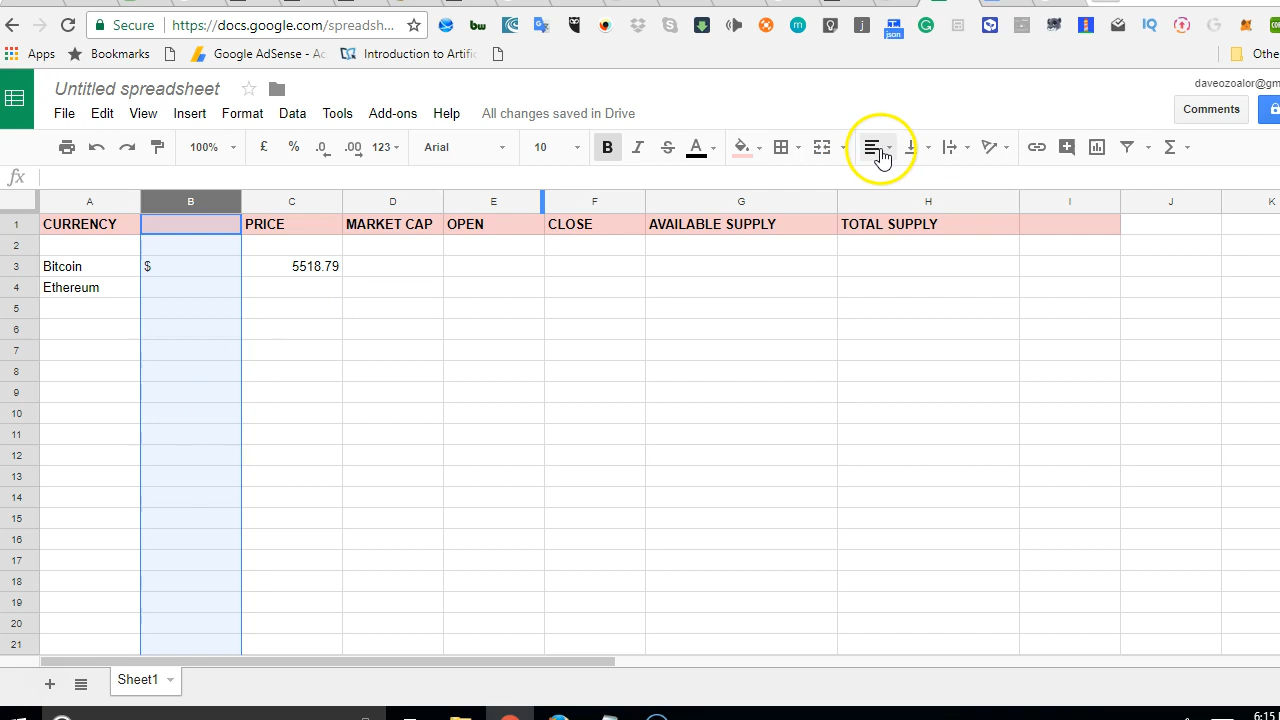 Secure https://docs.google.com/spreadsh...
Apps Bookmarks Google AdSense - Ac Introduction to Artific Othe
daveozoalor@gm
Untitled spreadsheet
Comments
File Edit View Insert Format Data Tools Add-ons Help All changes saved in Drive
100% £ % .0 .00 123 Arial 10 B I S A Σ
fx
A B C D E F G H I J K
1 CURRENCY PRICE MARKET CAP OPEN CLOSE AVAILABLE SUPPLY TOTAL SUPPLY
2
3 Bitcoin $ 5518.79
4 Ethereum
5
6
7
8
9
10
11
12
13
14
15
16
17
18
19
20
21
+ Sheet1
6:15